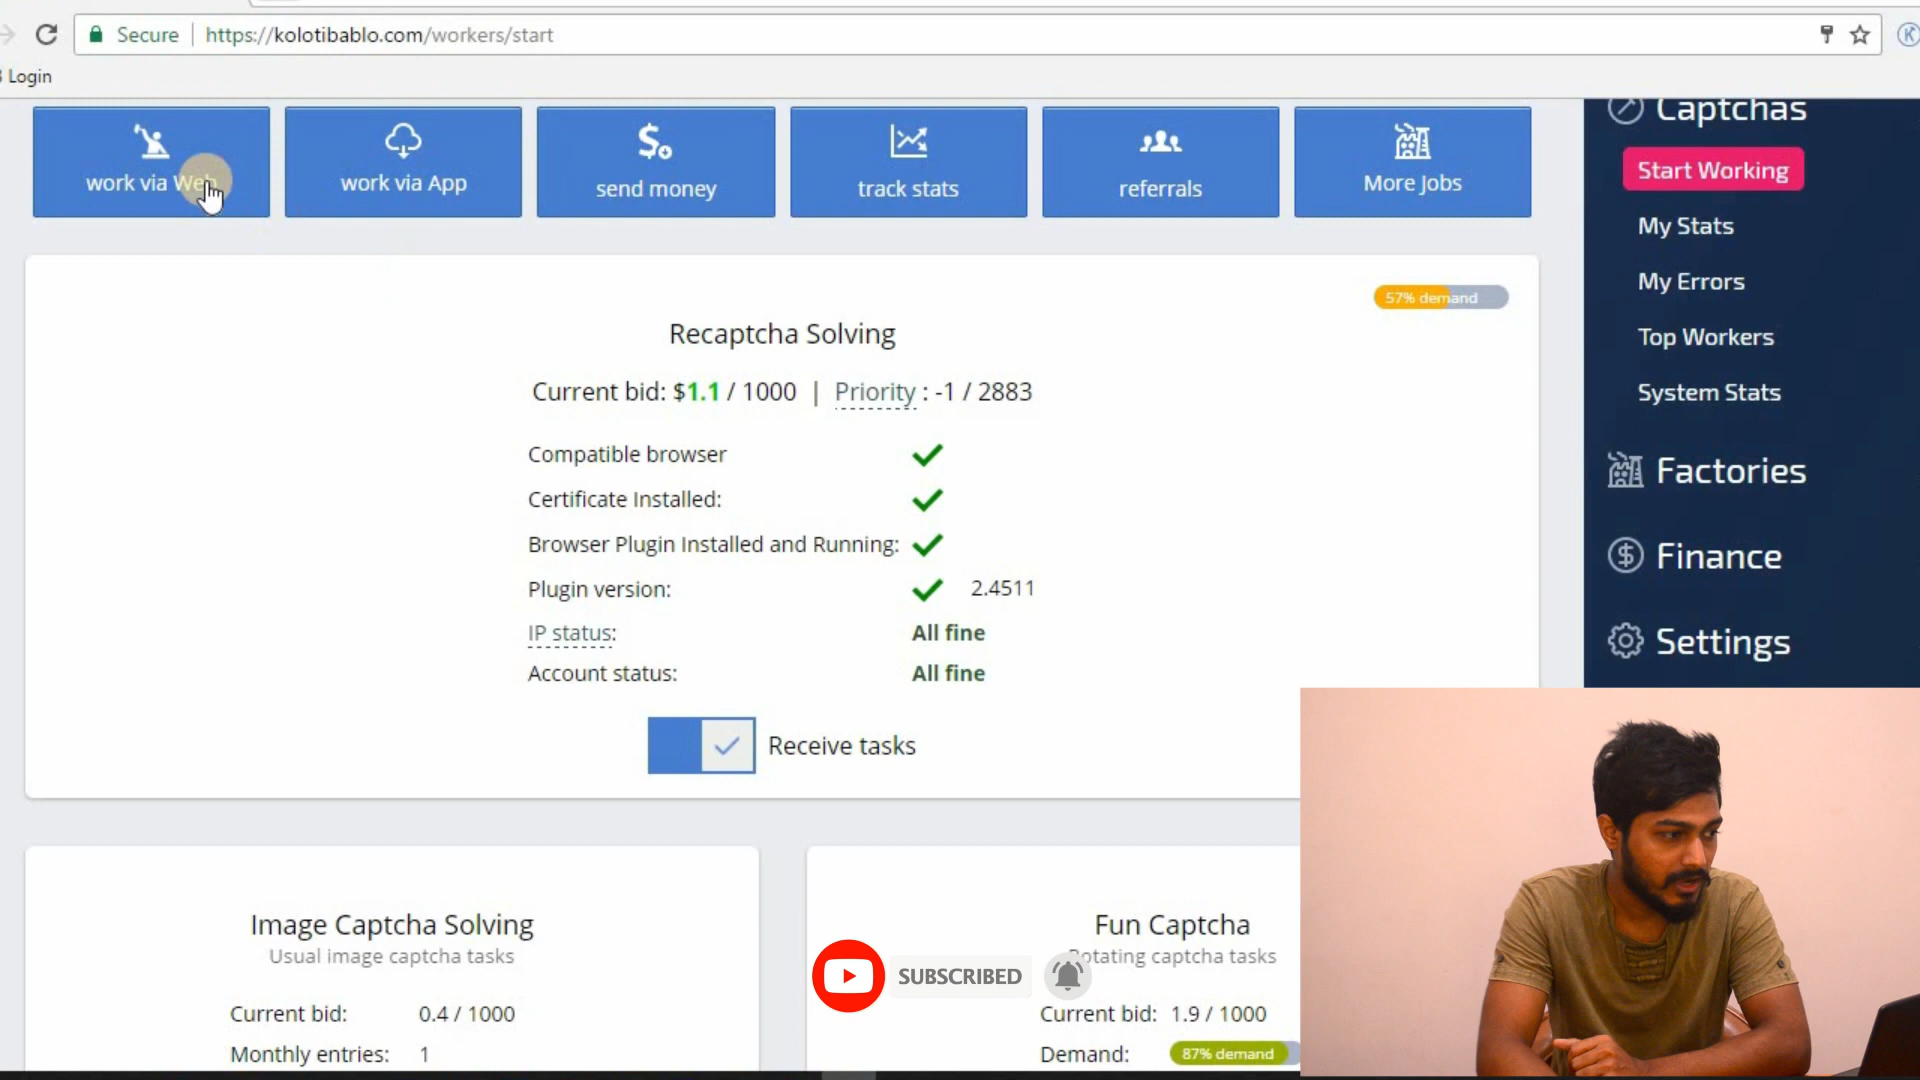 Secure
https://kolotibablo.com/workers/start
Login
work via Web
work via App
send money
track stats
referrals
More Jobs
Captchas
Start Working
My Stats
My Errors
Top Workers
System Stats
Factories
Finance
Settings
57% demand
Recaptcha Solving
Current bid: $1.1 / 1000 | Priority : -1 / 2883
Compatible browser
Certificate Installed:
Browser Plugin Installed and Running:
Plugin version: 2.4511
IP status: All fine
Account status: All fine
Receive tasks
Image Captcha Solving
Usual image captcha tasks
Current bid: 0.4 / 1000
Monthly entries: 1
Fun Captcha
Rotating captcha tasks
Current bid: 1.9 / 1000
Demand: 87% demand
SUBSCRIBED